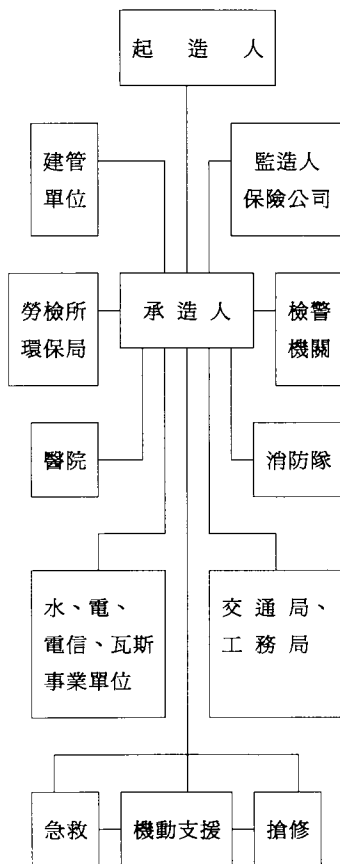 起造人
建管
單位
監造人
保險公司
勞檢所
環保局
承造人
檢警
機關
醫院
消防隊
水、電、
電信、瓦斯
事業單位
交通局、
工務局
急救
機動支援
搶修